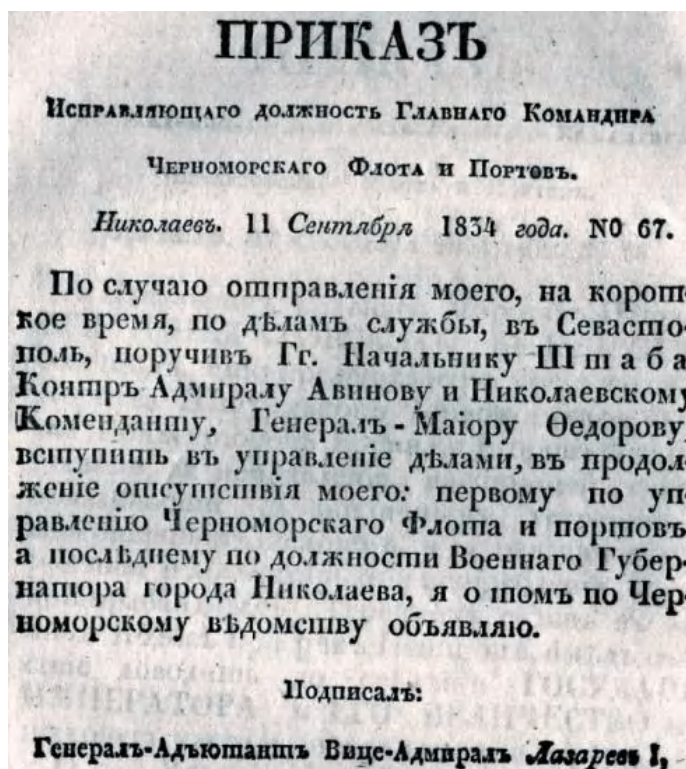 ПРИКАЗЪ
Исправляющаго должность Главнаго Командира
Черноморскаго Флота и Портовъ.
Николаевъ. 11 Сентября 1834 года. NO 67.
По случаю отправленія моего, на корот-
кое время, по дѣламъ службы, въ Севасто-
поль, поручивъ Гг. Начальнику Штаба
Контръ Адмиралу Авинову и Николаевскому
Коменданту, Генералъ-Маіору Ѳедорову,
вступить въ управленіе дѣлами, въ продол-
женіе отсутствія моего: первому по уп-
равленію Черноморскаго Флота и портовъ
а послѣднему по должности Военнаго Губер-
натора города Николаева, я о томъ по Чер-
номорскому вѣдомству объявляю.
Подписалъ:
Генералъ-Адъютантъ Вице-Адмиралъ Лазаревъ 1,